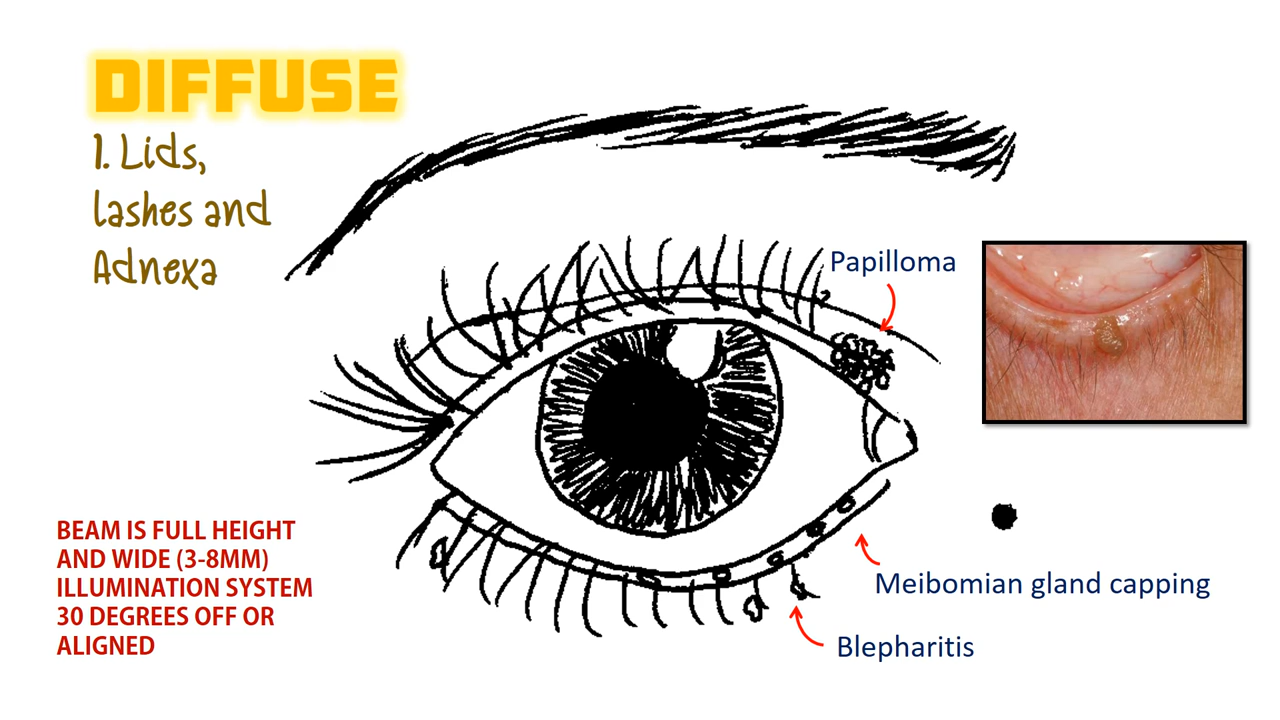 DIFFUSE
1. Lids,
lashes and
Adnexa
Papilloma
BEAM IS FULL HEIGHT
AND WIDE (3-8MM)
ILLUMINATION SYSTEM
30 DEGREES OFF OR
ALIGNED
Meibomian gland capping
Blepharitis